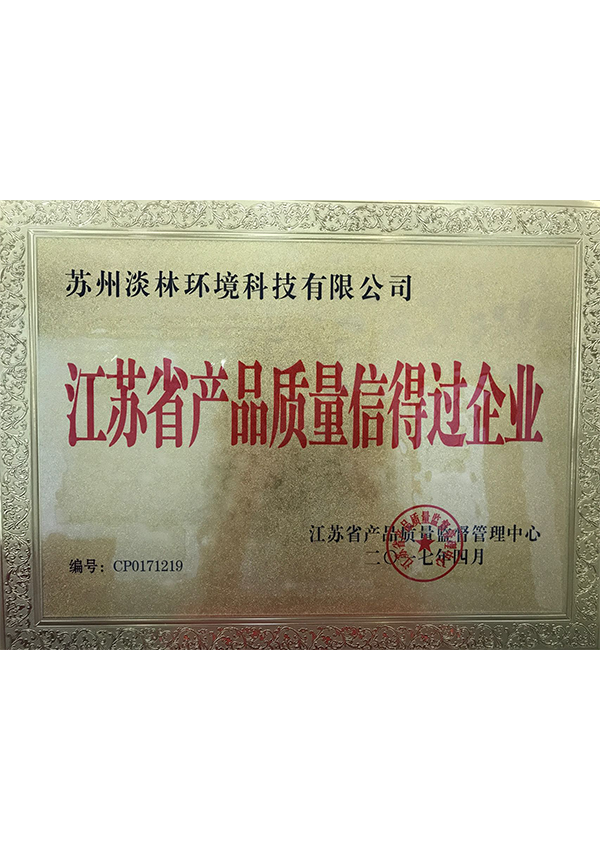 苏州淡林环境科技有限公司
江苏省产品质量信得过企业
江苏省产品质量监督管理中心
二〇一七年四月
编号：CP0171219